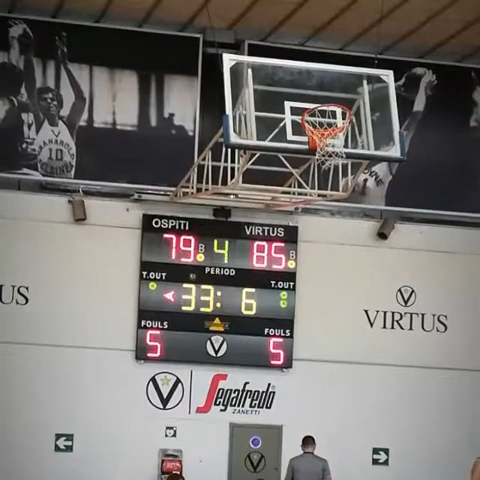 GRANAROLO
10
OSPITI VIRTUS
79 B 4 85 B
PERIOD
T.OUT T.OUT
33: 6
FOULS FOULS
5 5
US
V
VIRTUS
V
Segafredo
ZANETTI
V